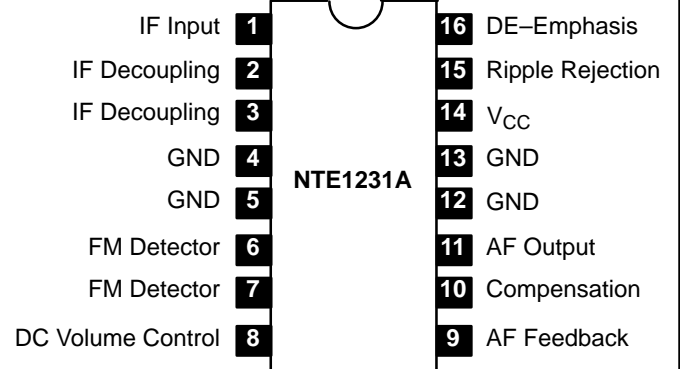 IF Input 1 16 DE–Emphasis
IF Decoupling 2 15 Ripple Rejection
IF Decoupling 3 14 VCC
GND 4 13 GND
NTE1231A
GND 5 12 GND
FM Detector 6 11 AF Output
FM Detector 7 10 Compensation
DC Volume Control 8 9 AF Feedback